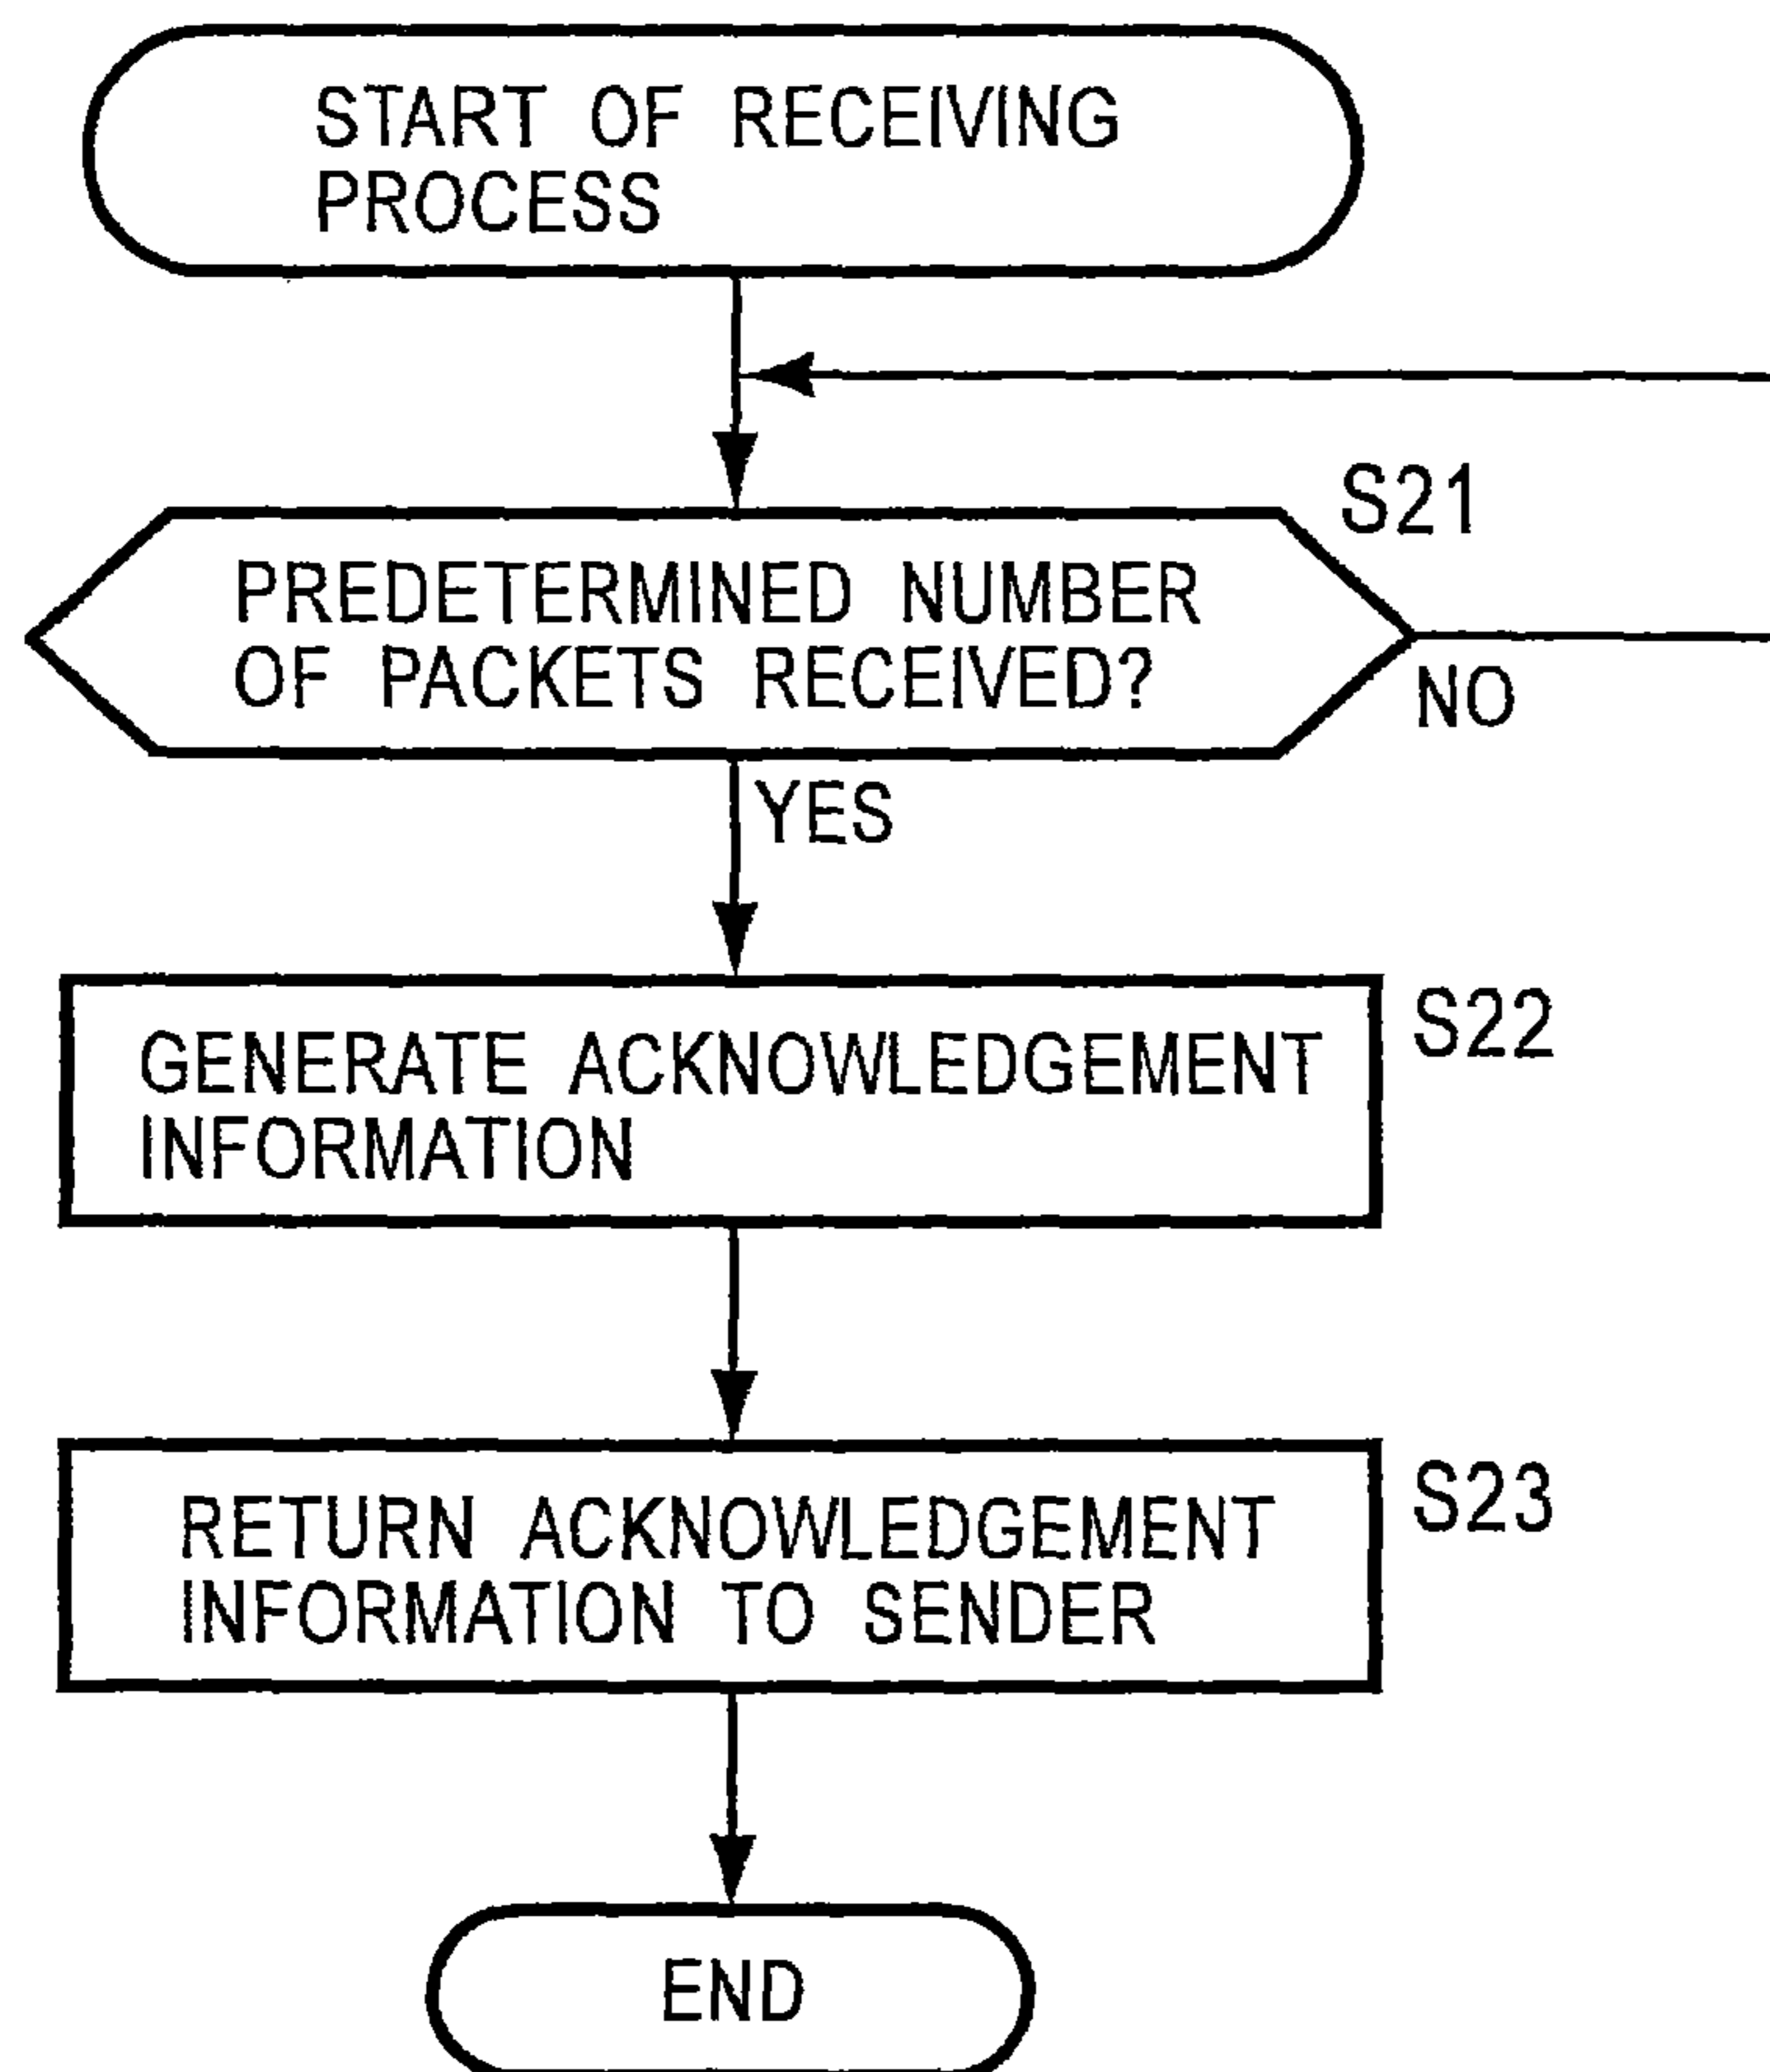 START OF RECEIVING
PROCESS
S21
PREDETERMINED NUMBER
OF PACKETS RECEIVED?
NO
YES
S22
GENERATE ACKNOWLEDGEMENT
INFORMATION
S23
RETURN ACKNOWLEDGEMENT
INFORMATION TO SENDER
END